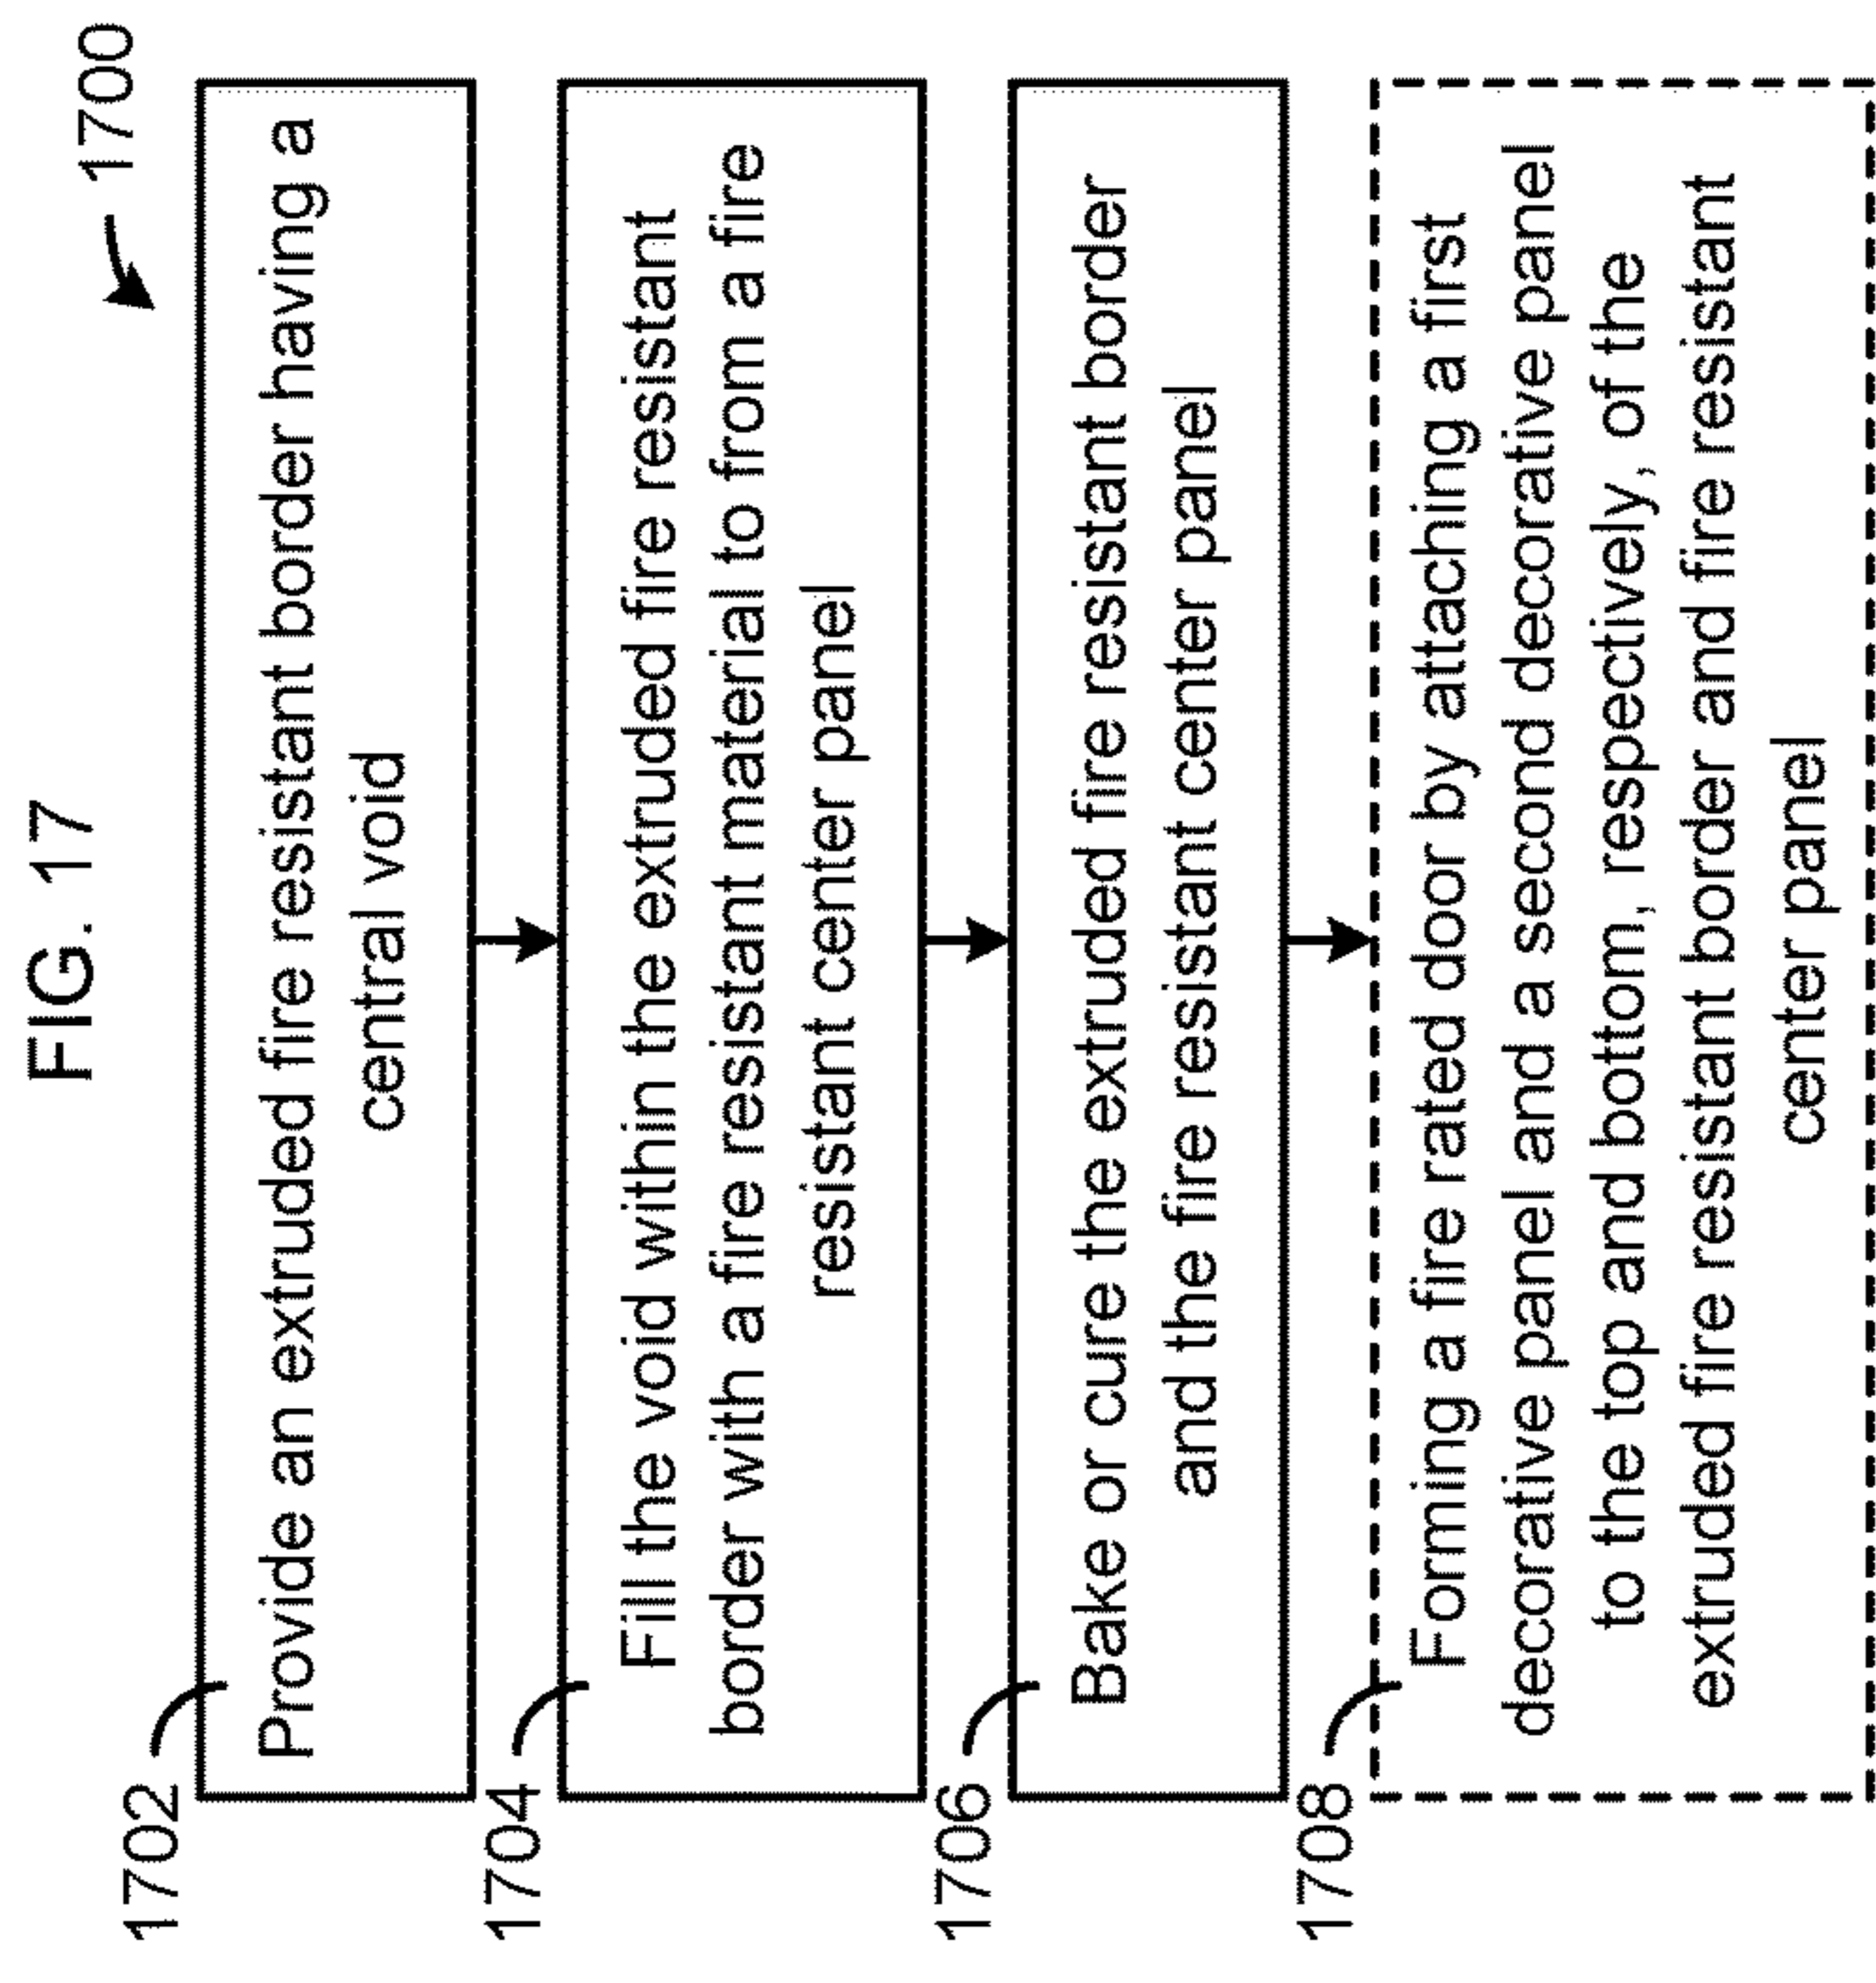 FIG. 17
1700
1702
Provide an extruded fire resistant border having a
central void
1704
Fill the void within the extruded fire resistant
border with a fire resistant material to from a fire
resistant center panel
1706
Bake or cure the extruded fire resistant border
and the fire resistant center panel
1708
Forming a fire rated door by attaching a first
decorative panel and a second decorative panel
to the top and bottom, respectively, of the
extruded fire resistant border and fire resistant
center panel